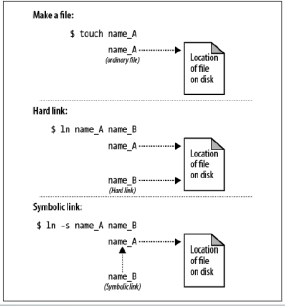 Make a file:
$ touch name_A
name_A
(ordinary file)
Location
of file
on disk
Hard link:
$ ln name_A name_B
name_A
name_B
(Hard link)
Location
of file
on disk
Symbolic link:
$ ln -s name_A name_B
name_A
name_B
(Symbolic link)
Location
of file
on disk